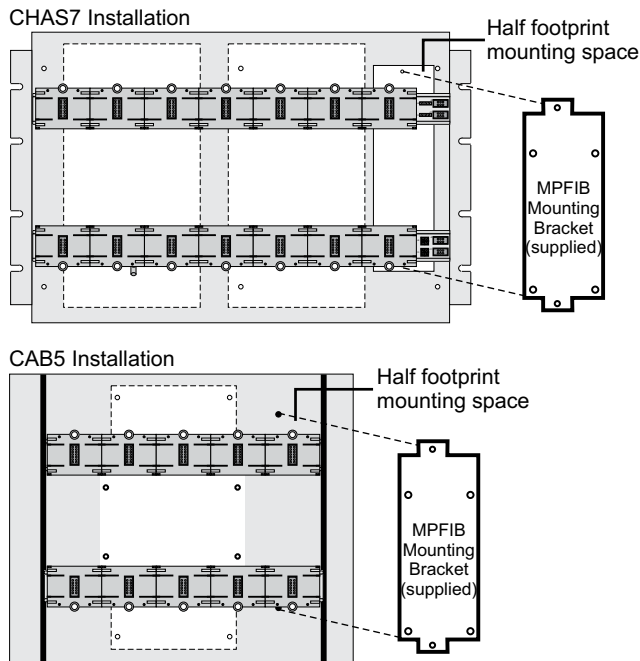 CHAS7 Installation
Half footprint
mounting space
MPFIB
Mounting
Bracket
(supplied)
CAB5 Installation
Half footprint
mounting space
MPFIB
Mounting
Bracket
(supplied)